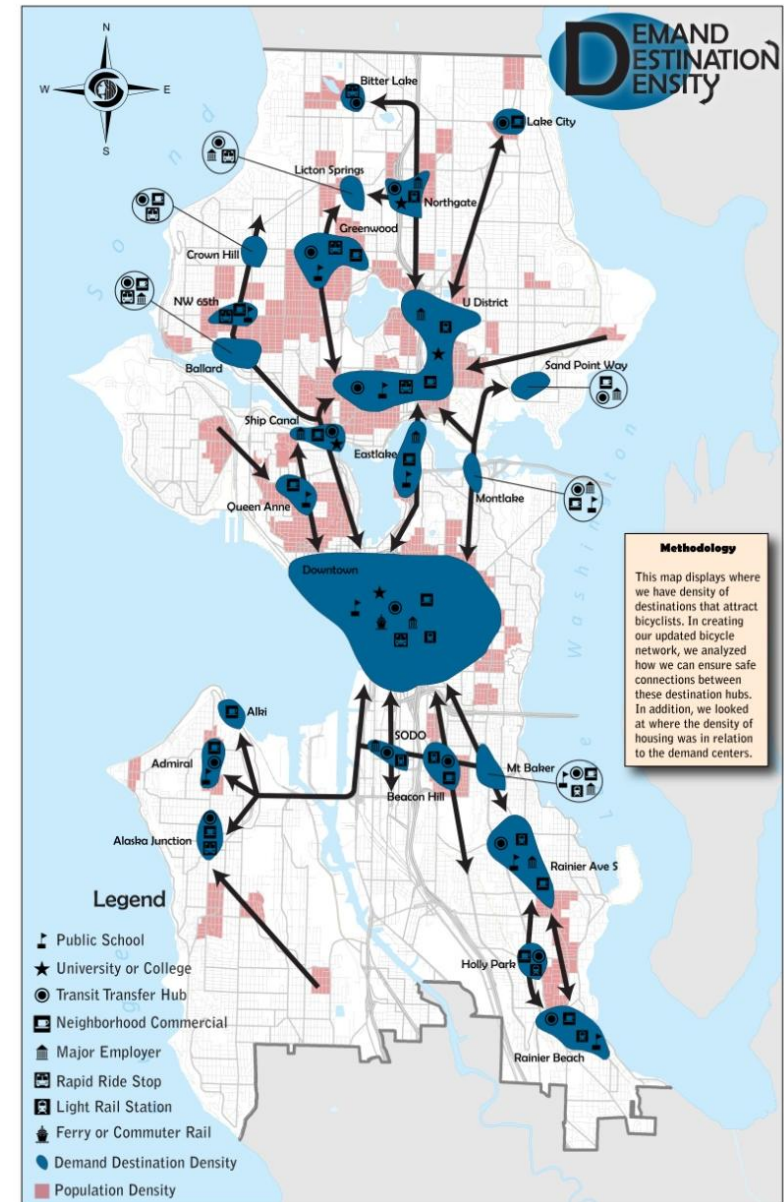 DEMAND
DESTINATION
DENSITY
N
W
E
S
Bitter Lake
Lake City
Licton Springs
Northgate
Greenwood
Crown Hill
NW 65th
U District
Ballard
Sand Point Way
Ship Canal
Eastlake
Queen Anne
Montlake
Downtown
Sound
Lake Washington
Methodology
This map displays where
we have density of
destinations that attract
bicyclists. In creating
our updated bicycle
network, we analyzed
how we can ensure safe
connections between
these destination hubs.
In addition, we looked
at where the density of
housing was in relation
to the demand centers.
Alki
SODO
Admiral
Mt Baker
Beacon Hill
Alaska Junction
Rainier Ave S
Holly Park
Rainier Beach
Legend
Public School
University or College
Transit Transfer Hub
Neighborhood Commercial
Major Employer
Rapid Ride Stop
Light Rail Station
Ferry or Commuter Rail
Demand Destination Density
Population Density